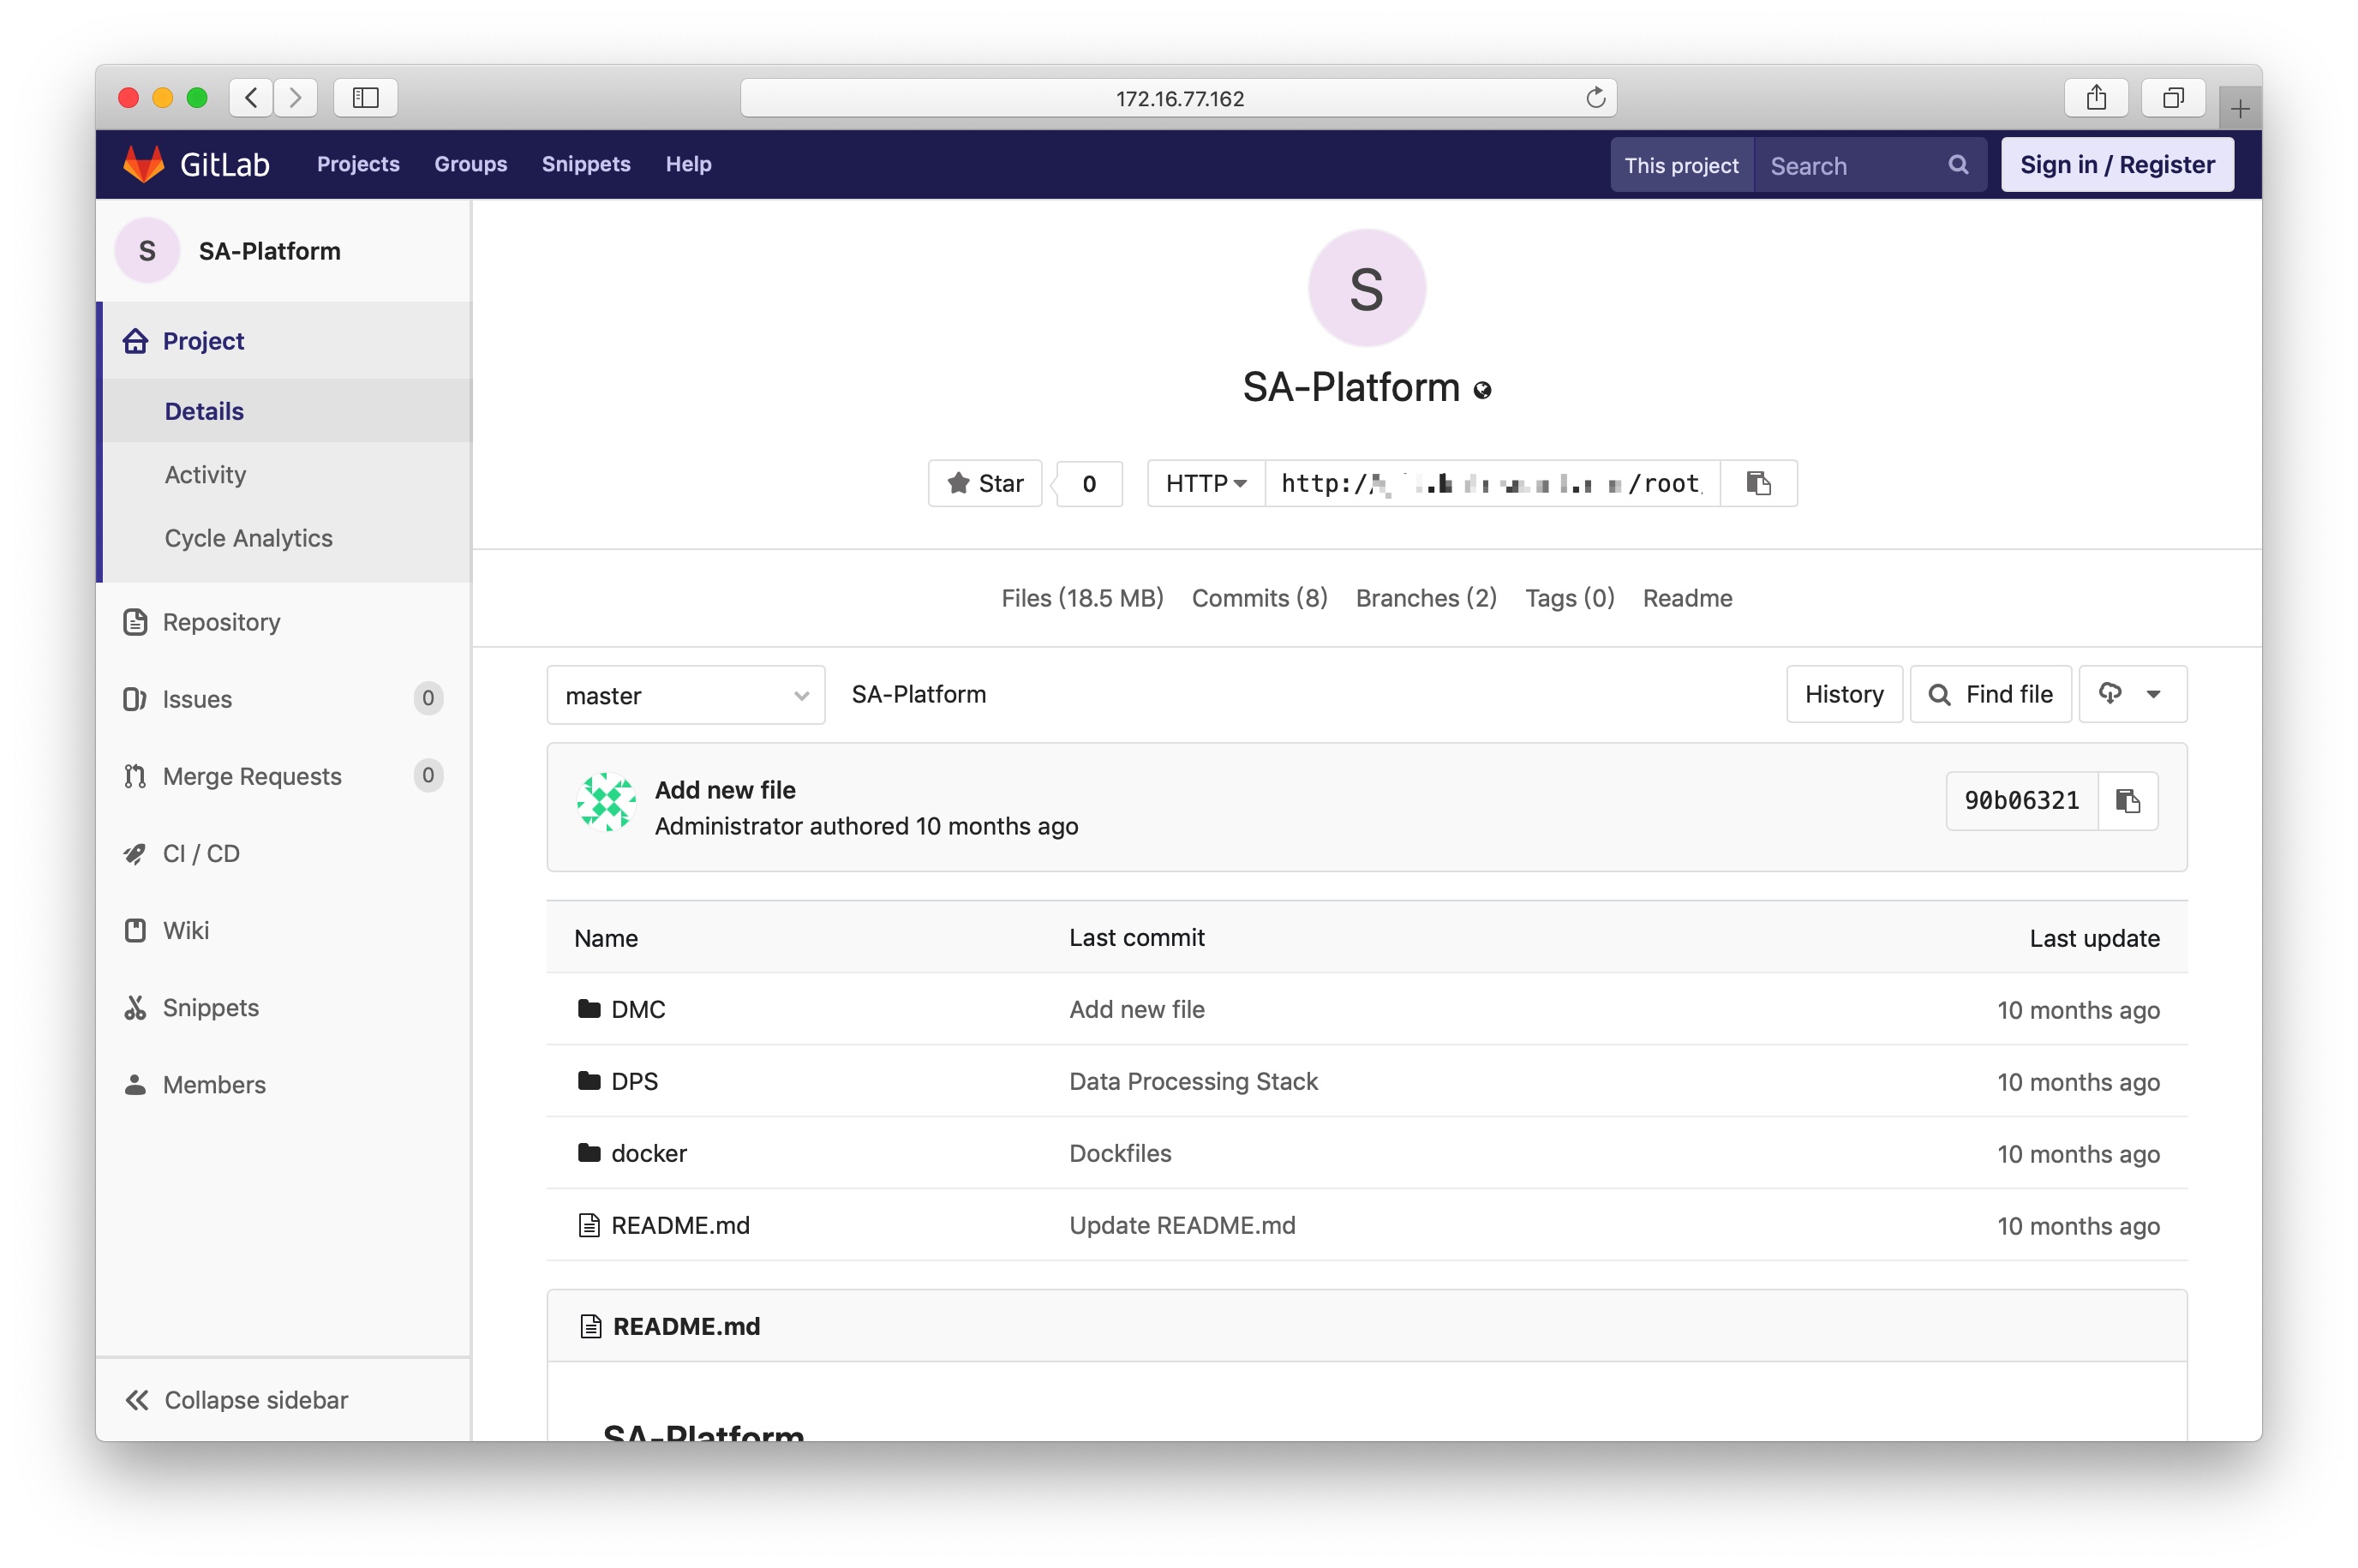 172.16.77.162
GitLab Projects Groups Snippets Help This project Search Sign in / Register
S SA-Platform
Project
Details
Activity
Cycle Analytics
Repository
Issues 0
Merge Requests 0
CI / CD
Wiki
Snippets
Members
Collapse sidebar
S
SA-Platform
Star 0 HTTP http:/ /root
Files (18.5 MB) Commits (8) Branches (2) Tags (0) Readme
master SA-Platform History Find file
Add new file
Administrator authored 10 months ago
90b06321
Name Last commit Last update
DMC Add new file 10 months ago
DPS Data Processing Stack 10 months ago
docker Dockfiles 10 months ago
README.md Update README.md 10 months ago
README.md
SA-Platform